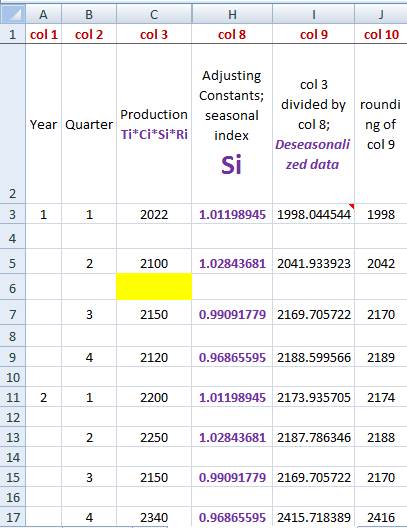 A B C H I J
1 col 1 col 2 col 3 col 8 col 9 col 10
2 Year Quarter Production
Ti*Ci*Si*Ri
Adjusting
Constants;
seasonal
index
Si
col 3
divided by
col 8;
Deseasonali
zed data
roundi
ng of
col 9
3 1 1 2022 1.01198945 1998.044544 1998
4
5 2 2100 1.02843681 2041.933923 2042
6
7 3 2150 0.99091779 2169.705722 2170
8
9 4 2120 0.96865595 2188.599566 2189
10
11 2 1 2200 1.01198945 2173.935705 2174
12
13 2 2250 1.02843681 2187.786346 2188
14
15 3 2150 0.99091779 2169.705722 2170
16
17 4 2340 0.96865595 2415.718389 2416